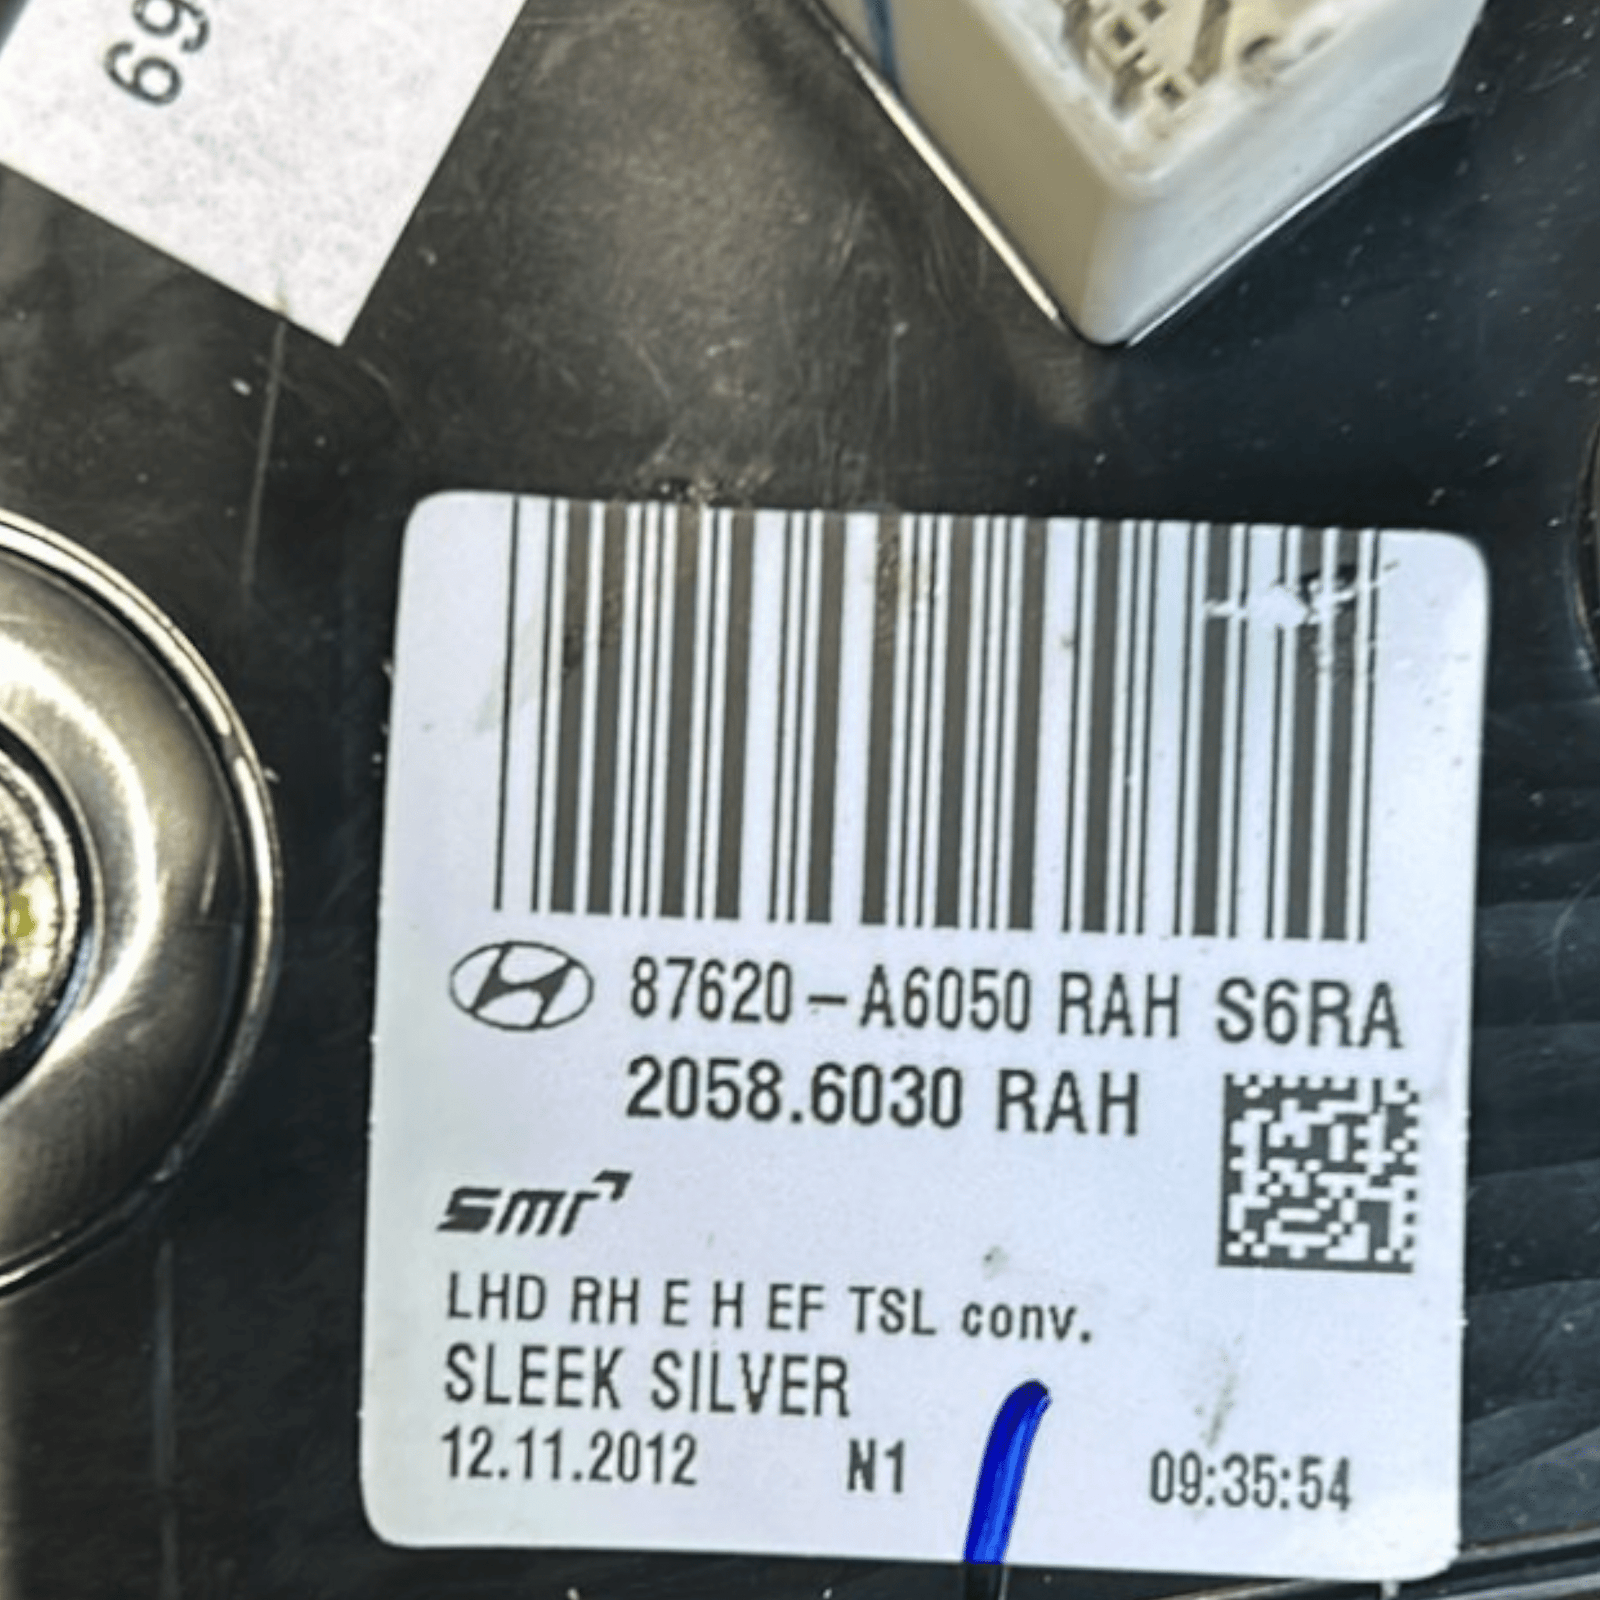 69
87620-A6050 RAH S6RA
2058.6030 RAH
smr
LHD RH E H EF TSL conv.
SLEEK SILVER
12.11.2012 N1 09:35:54